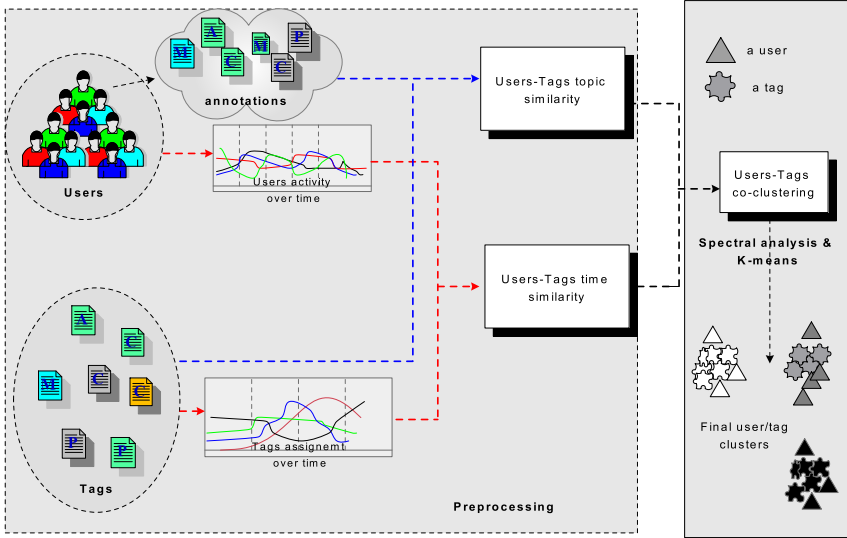 A
P
M
M
C
C
annotations
Users
Users activity
over time
Users-Tags topic
similarity
a user
a tag
Users-Tags
co-clustering
Spectral analysis &
K-means
Users-Tags time
similarity
A
C
M
C
C
P
P
Tags
Tags assignemt
over time
Final user/tag
clusters
Preprocessing